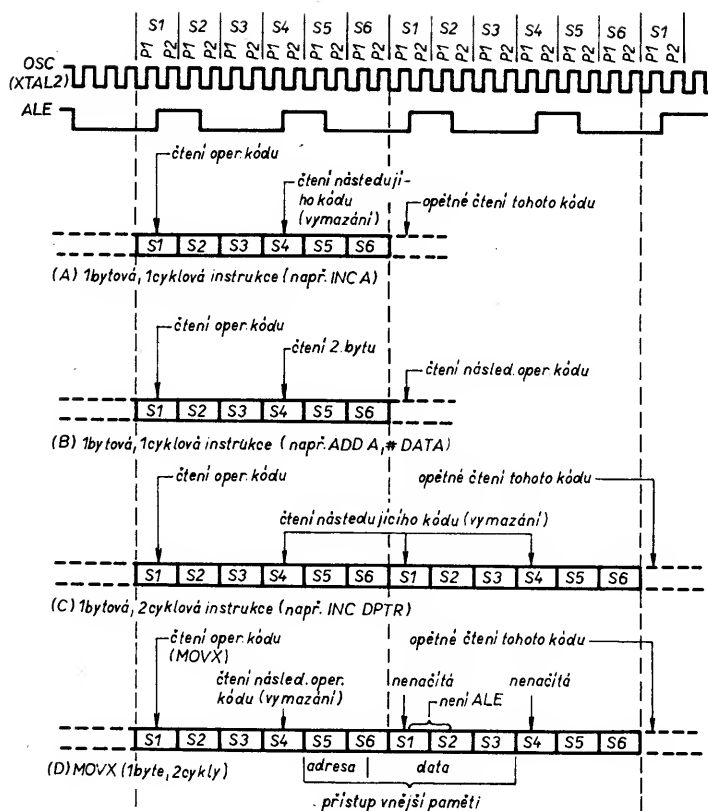 S1 S2 S3 S4 S5 S6 S1 S2 S3 S4 S5 S6 S1
P1 P2 P1 P2 P1 P2 P1 P2 P1 P2 P1 P2 P1 P2 P1 P2 P1 P2 P1 P2 P1 P2 P1 P2 P1 P2
OSC
(XTAL2)
ALE
čtení oper. kódu
čtení následují-
ho kódu
(vymazání)
opětné čtení tohoto kódu
S1 S2 S3 S4 S5 S6
(A) 1bytová, 1cyklová instrukce (např. INC A)
čtení oper. kódu
čtení 2. bytu
čtení násled. oper kódu
S1 S2 S3 S4 S5 S6
(B) 1bytová, 1cyklová instrukce (např. ADD A, # DATA)
čtení oper. kódu
opětné čtení tohoto kódu
čtení následujícího kódu (vymazání)
S1 S2 S3 S4 S5 S6 S1 S2 S3 S4 S5 S6
(C) 1bytová, 2cyklová instrukce (např. INC DPTR)
čtení oper. kódu
(MOVX)
opětné čtení tohoto kódu
čtení násled. oper.
kódu (vymazání)
nenačítá
není ALE
nenačítá
S1 S2 S3 S4 S5 S6 S1 S2 S3 S4 S5 S6
(D) MOVX (1byte, 2cykly)
adresa
data
přístup vnější paměti